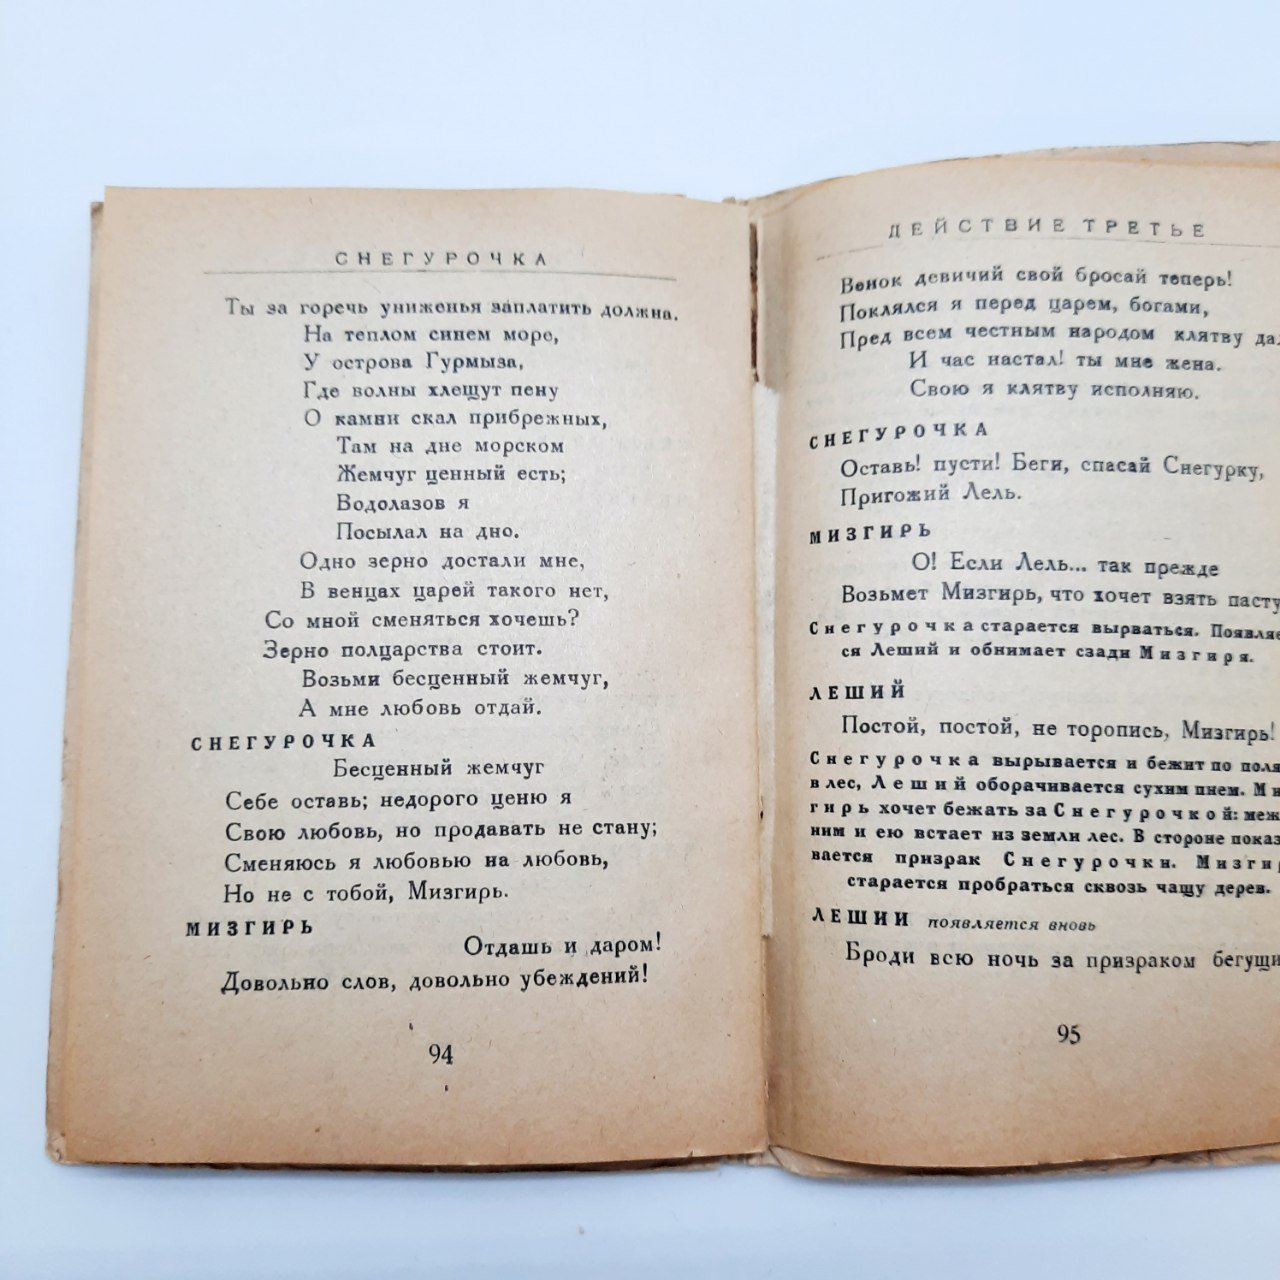 СНЕГУРОЧКА
Ты за горечь униженья заплатить должна.
На теплом синем море,
У острова Гурмыза,
Где волны хлещут пену
О камни скал прибрежных,
Там на дне морском
Жемчуг ценный есть;
Водолазов я
Посылал на дно.
Одно зерно достали мне,
В венцах царей такого нет,
Со мной сменяться хочешь?
Зерно полцарства стоит.
Возьми бесценный жемчуг,
А мне любовь отдай.
СНЕГУРОЧКА
Бесценный жемчуг
Себе оставь; недорого ценю я
Свою любовь, но продавать не стану;
Сменяюсь я любовью на любовь,
Но не с тобой, Мизгирь.
МИЗГИРЬ
Отдашь и даром!
Довольно слов, довольно убеждений!
94
ДЕЙСТВИЕ ТРЕТЬЕ
Венок девичий свой бросай теперь!
Поклялся я перед царем, богами,
Пред всем честным народом клятву дал
И час настал! ты мне жена.
Свою я клятву исполняю.
СНЕГУРОЧКА
Оставь! пусти! Беги, спасай Снегурку,
Пригожий Лель.
МИЗГИРЬ
О! Если Лель... так прежде
Возьмет Мизгирь, что хочет взять пасту
Снегурочка старается вырваться. Появляе
ся Леший и обнимает сзади Мизгиря.
ЛЕШИЙ
Постой, постой, не торопись, Мизгирь!
Снегурочка вырывается и бежит по поля
в лес, Леший оборачивается сухим пнем. Ми
гирь хочет бежать за Снегурочкой: меж
ним и ею встает из земли лес. В стороне показ
вается призрак Снегурочки. Мизгир
старается пробраться сквозь чащу дерев.
ЛЕШИЙ появляется вновь
Броди всю ночь за призраком бегущи
95